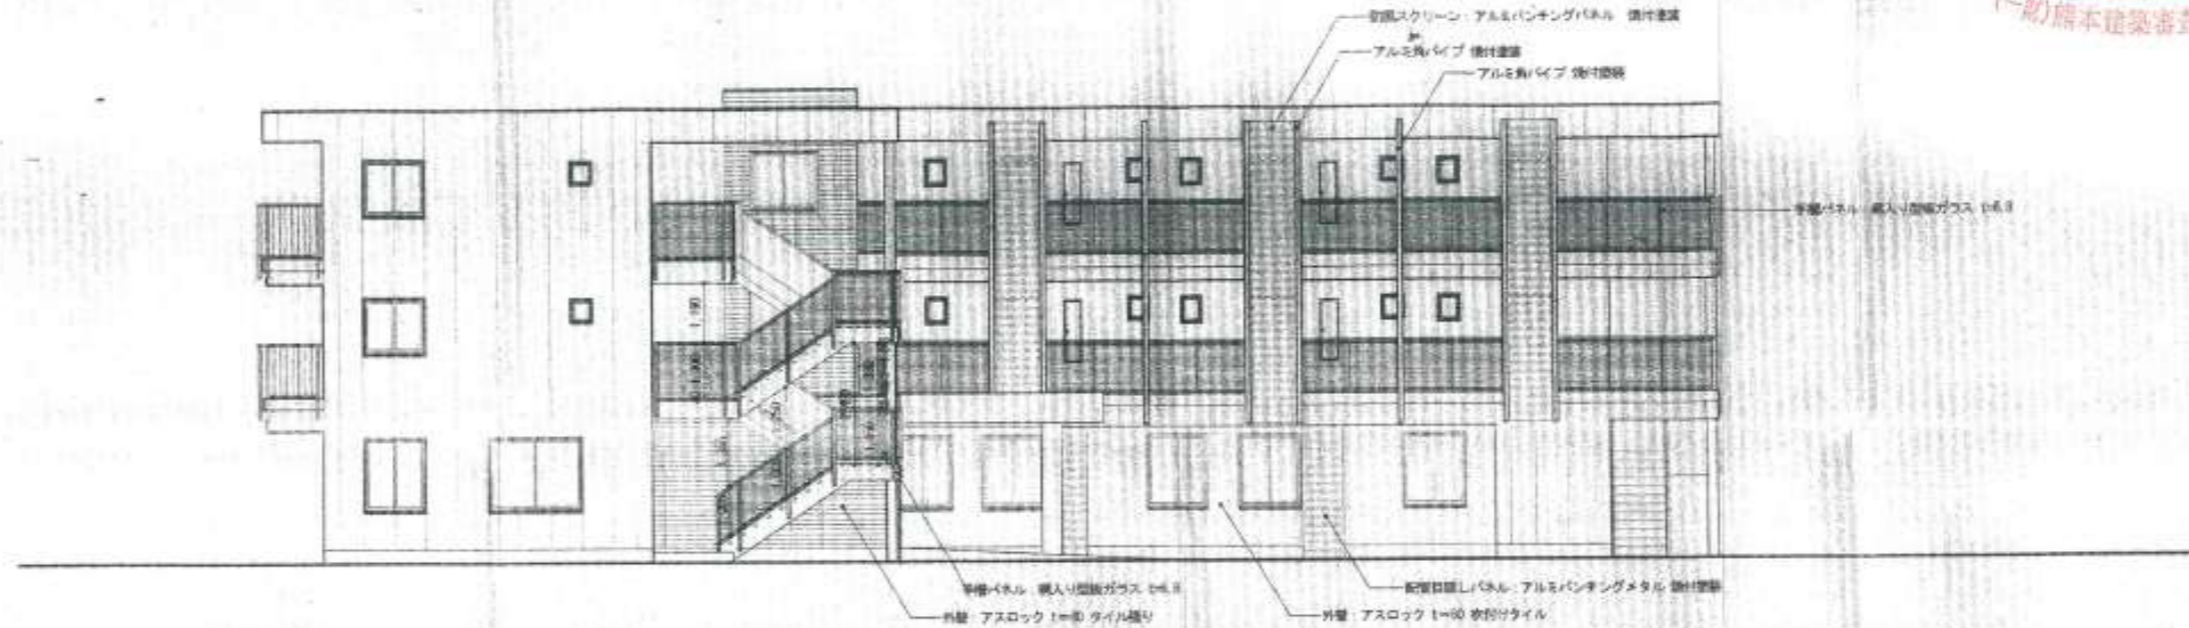 (一財)熊本建築審査
防風スクリーン：アルミパンチングパネル 焼付塗装
アルミ角パイプ 焼付塗装
アルミ角パイプ 焼付塗装
手摺パネル：網入り型板ガラス t=6.8
手摺パネル：網入り型板ガラス t=6.8
配管目隠しパネル：アルミパンチングメタル 焼付塗装
外壁：アスロック t=60 タイル張り
外壁：アスロック t=60 吹付けタイル